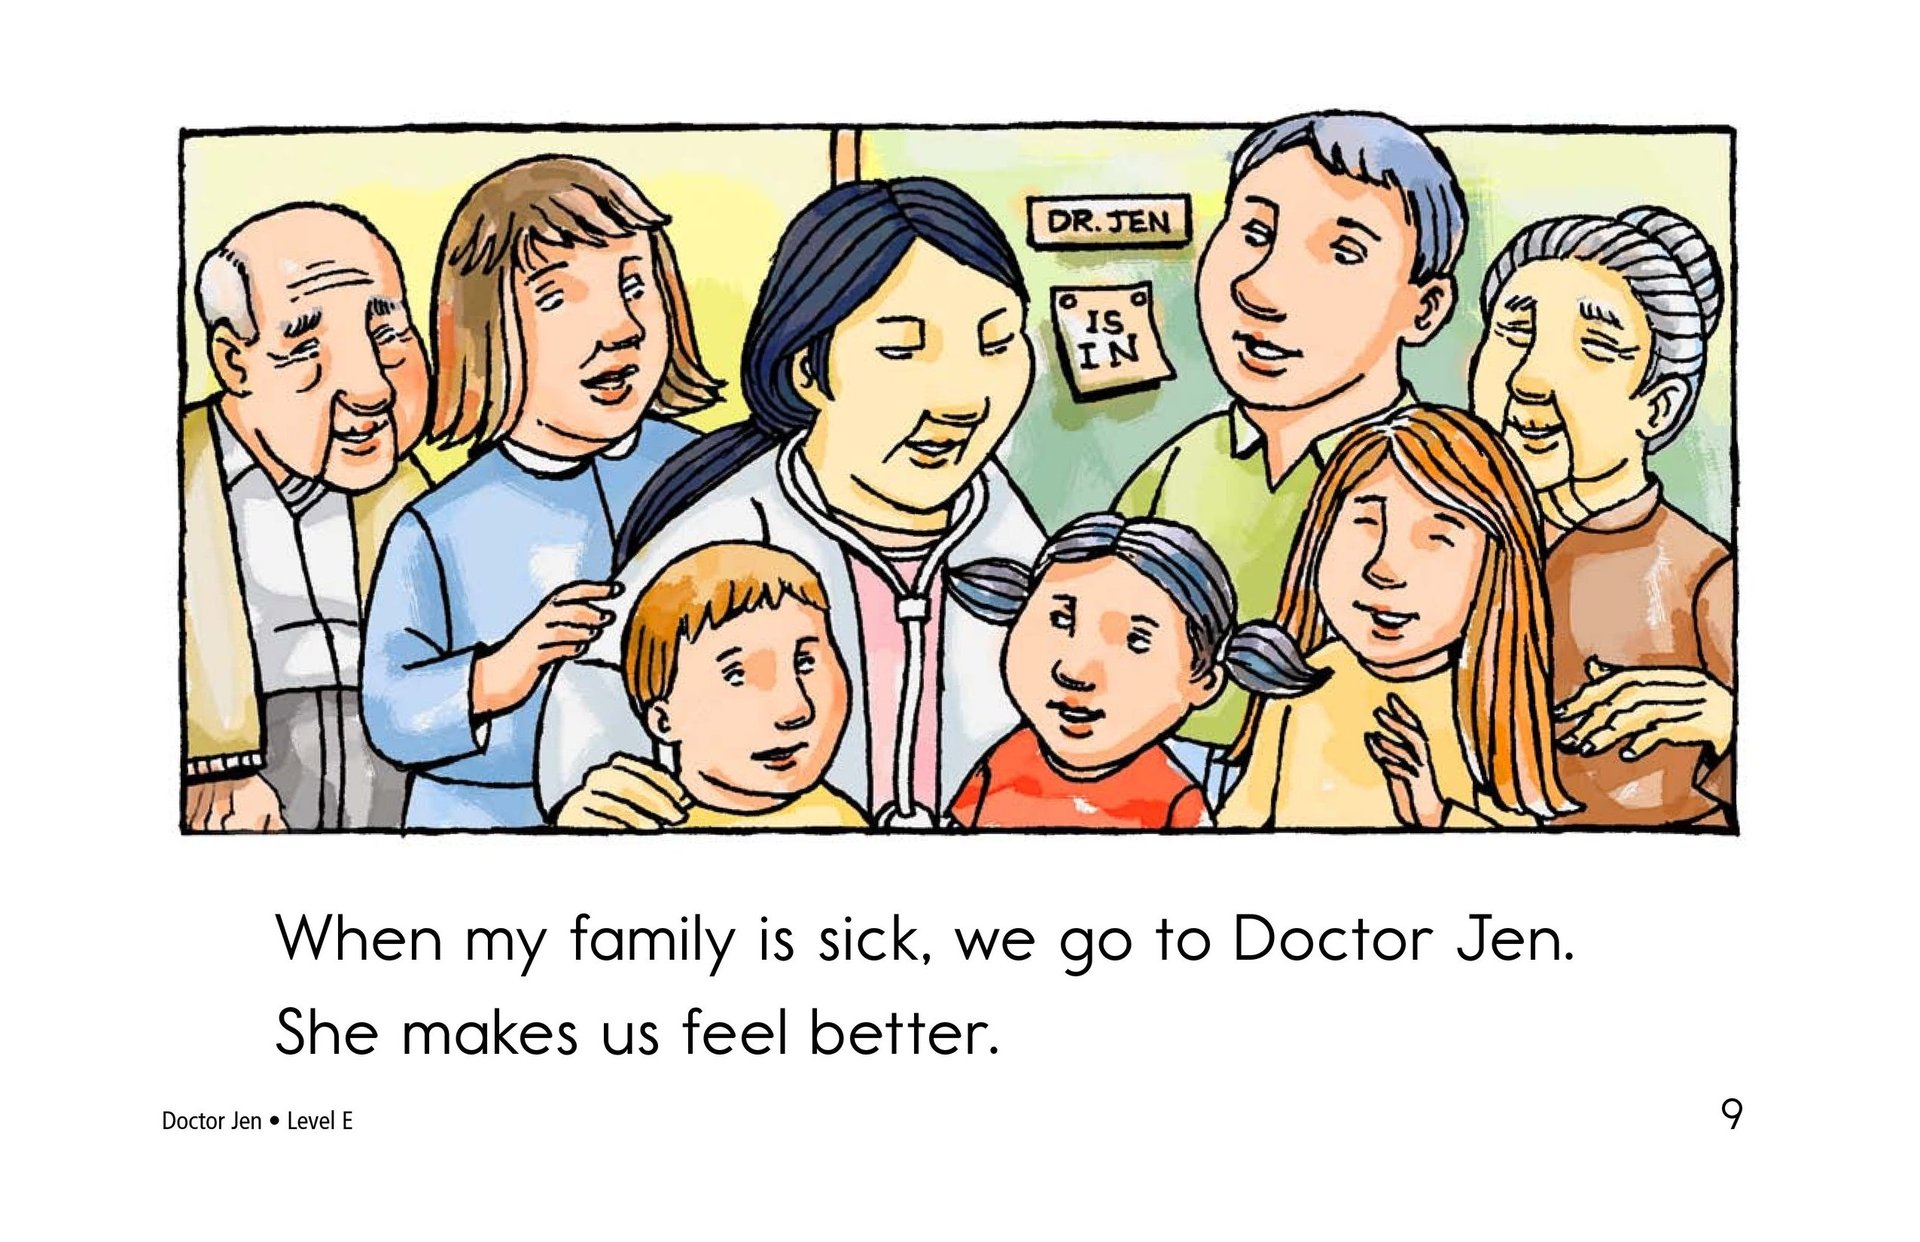 DR. JEN
IS
IN
When my family is sick, we go to Doctor Jen.
She makes us feel better.
Doctor Jen • Level E
9